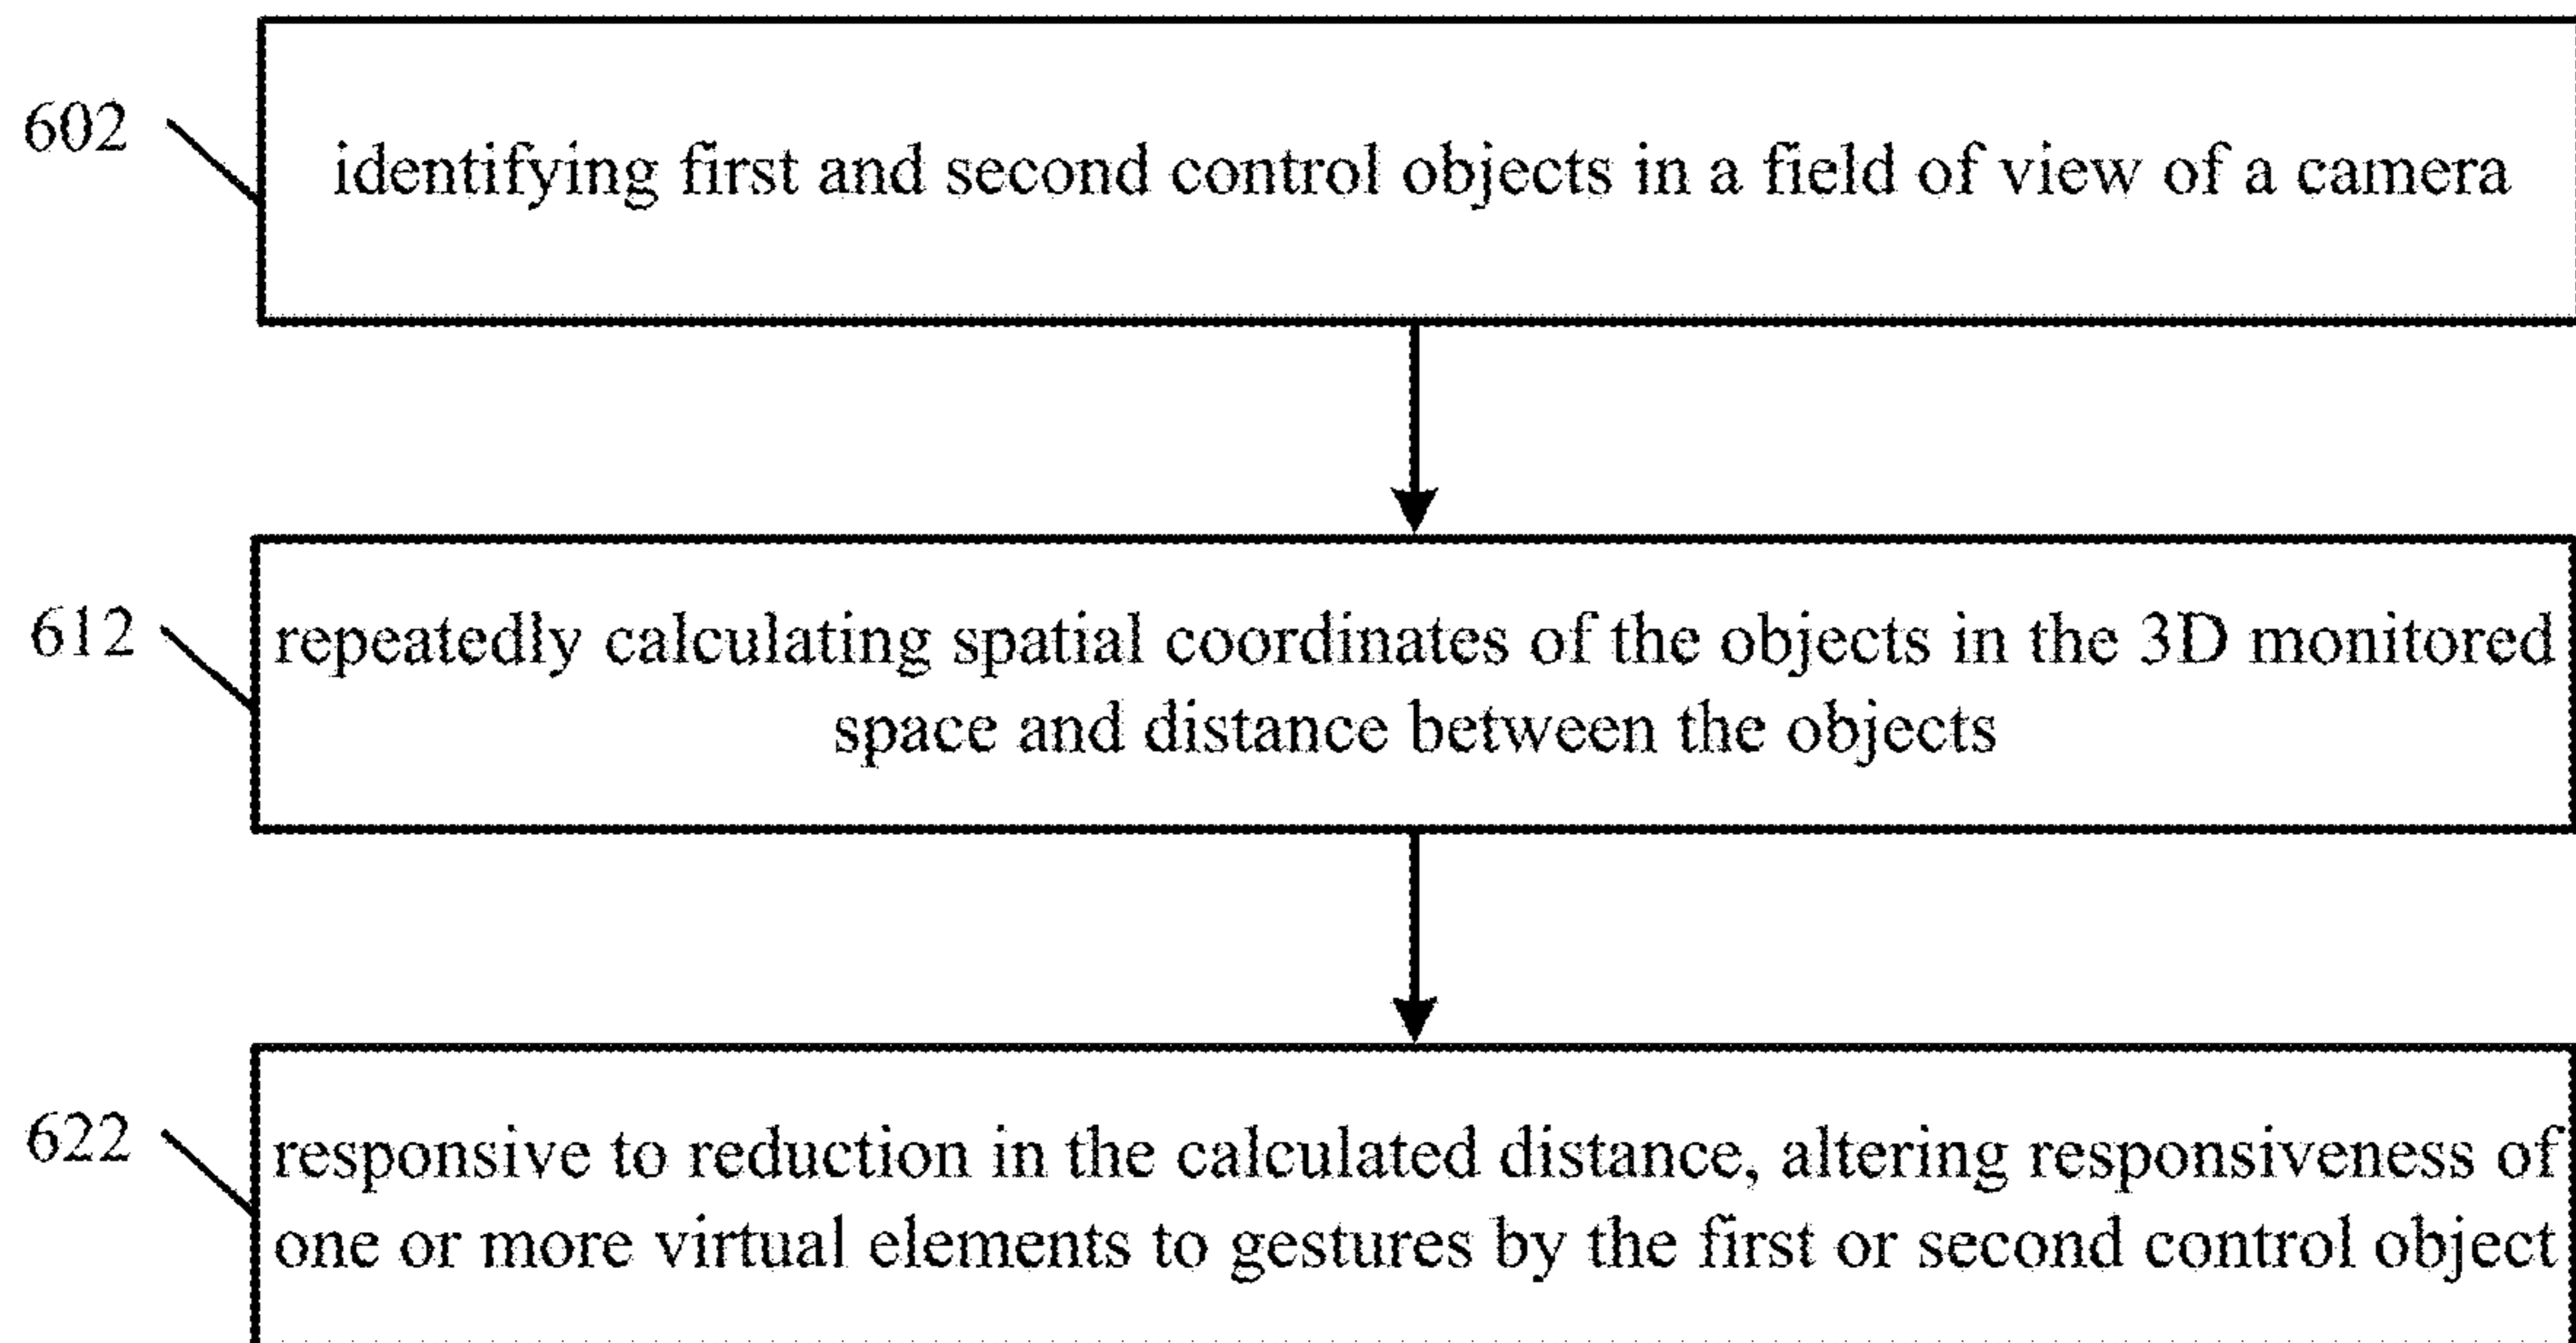 602
identifying first and second control objects in a field of view of a camera
612
repeatedly calculating spatial coordinates of the objects in the 3D monitored
space and distance between the objects
622
responsive to reduction in the calculated distance, altering responsiveness of
one or more virtual elements to gestures by the first or second control object